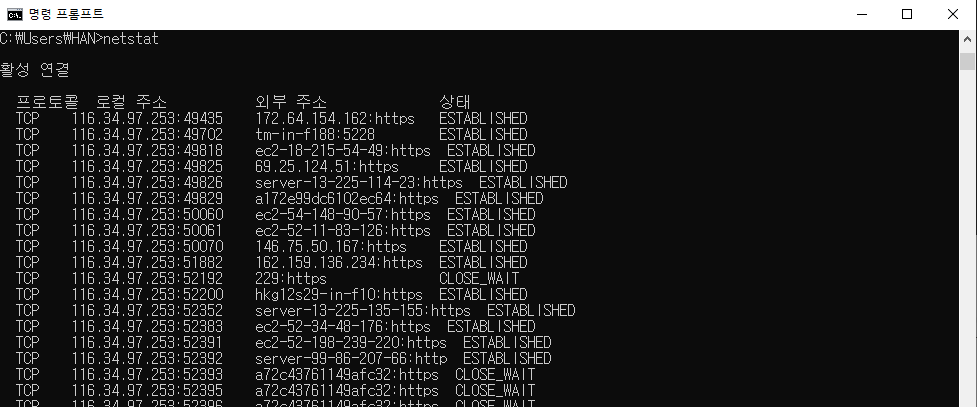 명령 프롬프트
C:\Users\HAN>netstat
활성 연결
프로토콜 로컬 주소 외부 주소 상태
TCP 116.34.97.253:49435 172.64.154.162:https ESTABLISHED
TCP 116.34.97.253:49702 tm-in-f188:5228 ESTABLISHED
TCP 116.34.97.253:49818 ec2-18-215-54-49:https ESTABLISHED
TCP 116.34.97.253:49825 69.25.124.51:https ESTABLISHED
TCP 116.34.97.253:49826 server-13-225-114-23:https ESTABLISHED
TCP 116.34.97.253:49829 a172e99dc6102ec64:https ESTABLISHED
TCP 116.34.97.253:50060 ec2-54-148-90-57:https ESTABLISHED
TCP 116.34.97.253:50061 ec2-52-11-83-126:https ESTABLISHED
TCP 116.34.97.253:50070 146.75.50.167:https ESTABLISHED
TCP 116.34.97.253:51882 162.159.136.234:https ESTABLISHED
TCP 116.34.97.253:52192 229:https CLOSE_WAIT
TCP 116.34.97.253:52200 hkg12s29-in-f10:https ESTABLISHED
TCP 116.34.97.253:52352 server-13-225-135-155:https ESTABLISHED
TCP 116.34.97.253:52383 ec2-52-34-48-176:https ESTABLISHED
TCP 116.34.97.253:52391 ec2-52-198-239-220:https ESTABLISHED
TCP 116.34.97.253:52392 server-99-86-207-66:http ESTABLISHED
TCP 116.34.97.253:52393 a72c43761149afc32:https CLOSE_WAIT
TCP 116.34.97.253:52395 a72c43761149afc32:https CLOSE_WAIT
TCP 116.34.97.253:52396 a72c43761149afc32:https CLOSE_WAIT